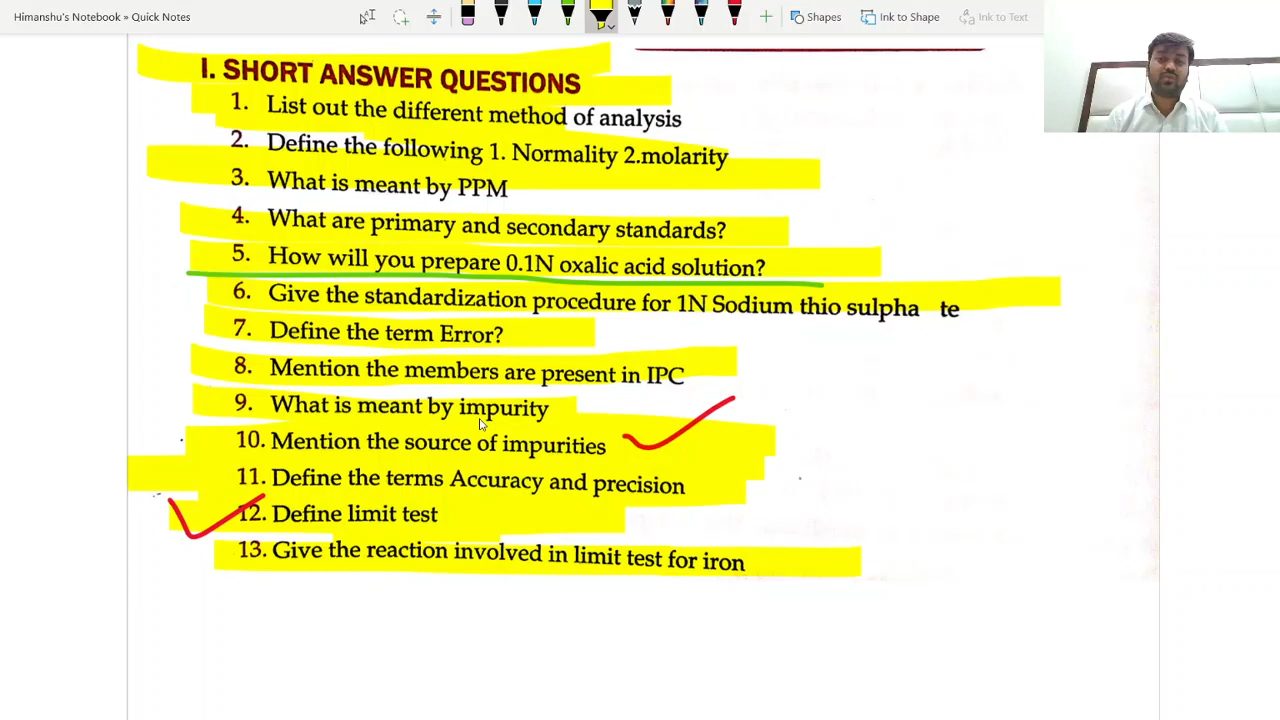 Himanshu's Notebook » Quick Notes
Shapes
Ink to Shape
Ink to Text
I. SHORT ANSWER QUESTIONS
1. List out the different method of analysis
2. Define the following 1. Normality 2.molarity
3. What is meant by PPM
4. What are primary and secondary standards?
5. How will you prepare 0.1N oxalic acid solution?
6. Give the standardization procedure for 1N Sodium thio sulpha te
7. Define the term Error?
8. Mention the members are present in IPC
9. What is meant by impurity
10. Mention the source of impurities
11. Define the terms Accuracy and precision
12. Define limit test
13. Give the reaction involved in limit test for iron